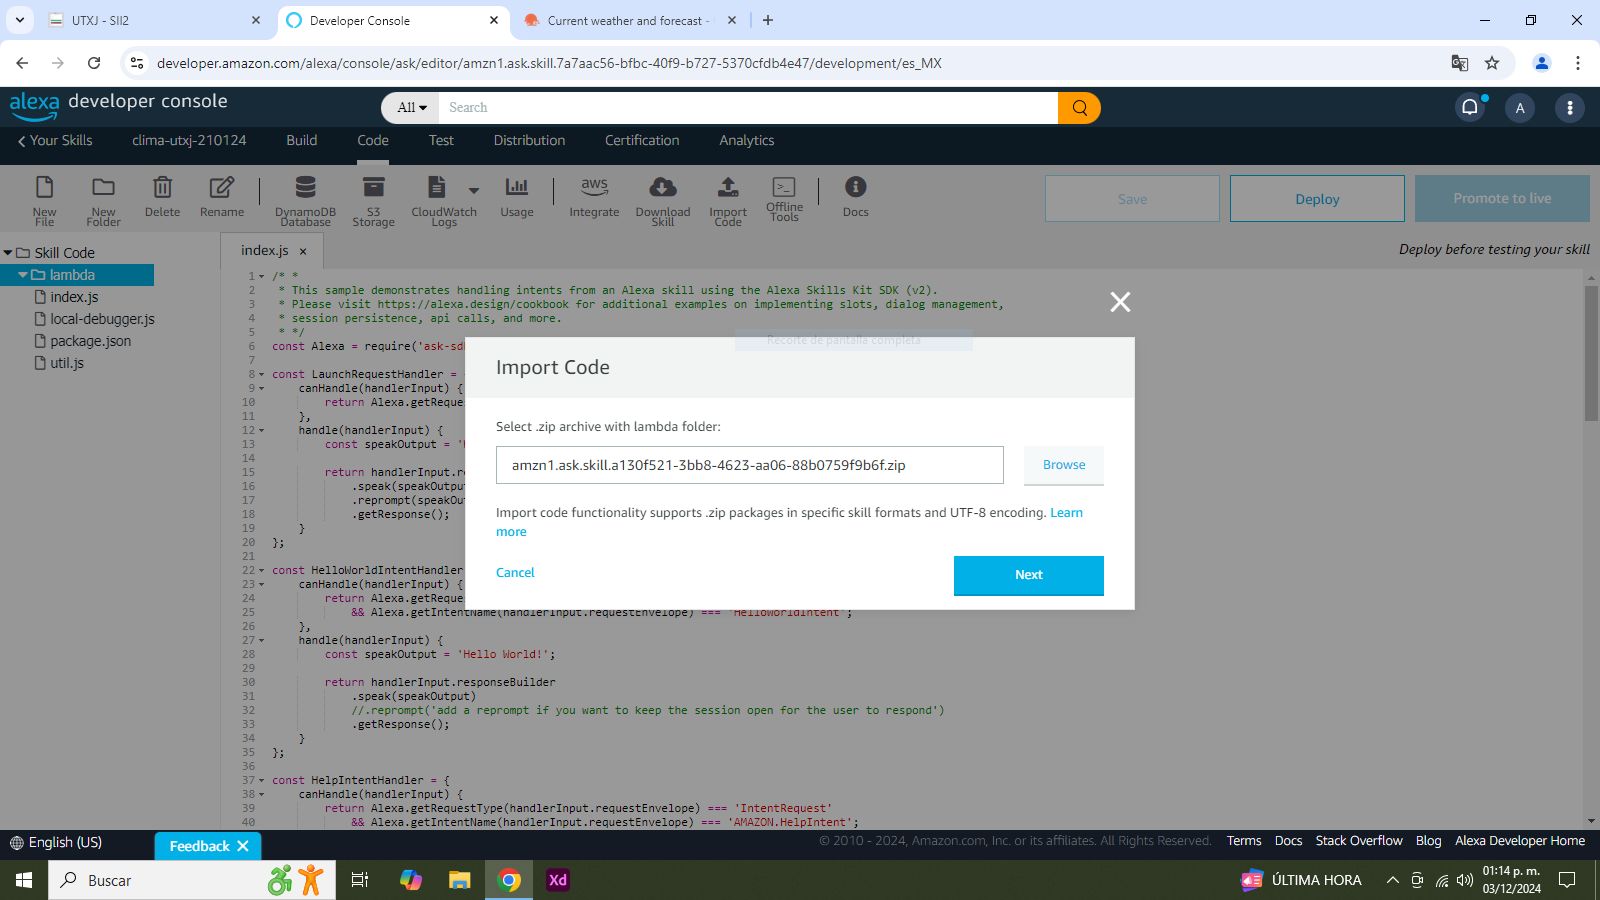 UTXJ - SII2
Developer Console
Current weather and forecast -
developer.amazon.com/alexa/console/ask/editor/amzn1.ask.skill.7a7aac56-bfbc-40f9-b727-5370cfdb4e47/development/es_MX
alexa developer console
All
Search
A
Your Skills
clima-utxj-210124
Build
Code
Test
Distribution
Certification
Analytics
New File
New Folder
Delete
Rename
DynamoDB Database
S3 Storage
CloudWatch Logs
Usage
aws
Integrate
Download Skill
Import Code
Offline Tools
Docs
Save
Deploy
Promote to live
Skill Code
lambda
index.js
local-debugger.js
package.json
util.js
index.js
Deploy before testing your skill
1 /* *
2 * This sample demonstrates handling intents from an Alexa skill using the Alexa Skills Kit SDK (v2).
3 * Please visit https://alexa.design/cookbook for additional examples on implementing slots, dialog management,
4 * session persistence, api calls, and more.
5 * */
6 const Alexa = require('ask-sd
7
8 const LaunchRequestHandler =
9 canHandle(handlerInput) {
10 return Alexa.getReque
11 },
12 handle(handlerInput) {
13 const speakOutput = '
14
15 return handlerInput.re
16 .speak(speakOutput
17 .reprompt(speakOut
18 .getResponse();
19 }
20 };
21
22 const HelloWorldIntentHandler
23 canHandle(handlerInput) {
24 return Alexa.getReque
25 && Alexa.getIntentName(handlerInput.requestEnvelope) === 'HelloWorldIntent';
26 },
27 handle(handlerInput) {
28 const speakOutput = 'Hello World!';
29
30 return handlerInput.responseBuilder
31 .speak(speakOutput)
32 //.reprompt('add a reprompt if you want to keep the session open for the user to respond')
33 .getResponse();
34 }
35 };
36
37 const HelpIntentHandler = {
38 canHandle(handlerInput) {
39 return Alexa.getRequestType(handlerInput.requestEnvelope) === 'IntentRequest'
40 && Alexa.getIntentName(handlerInput.requestEnvelope) === 'AMAZON.HelpIntent';
Recorte de pantalla completa
Import Code
Select .zip archive with lambda folder:
amzn1.ask.skill.a130f521-3bb8-4623-aa06-88b0759f9b6f.zip
Browse
Import code functionality supports .zip packages in specific skill formats and UTF-8 encoding. Learn
more
Cancel
Next
English (US)
Feedback
© 2010 - 2024, Amazon.com, Inc. or its affiliates. All Rights Reserved.
Terms
Docs
Stack Overflow
Blog
Alexa Developer Home
Buscar
Xd
ÚLTIMA HORA
01:14 p. m.
03/12/2024